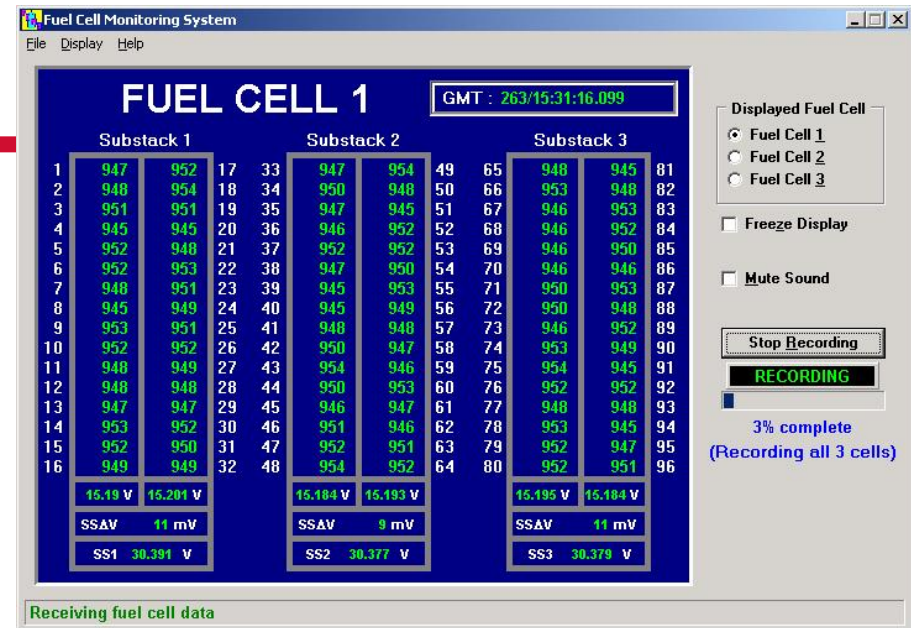 Fuel Cell Monitoring System
File Display Help
FUEL CELL 1
GMT : 263/15:31:16.099
Substack 1 Substack 2 Substack 3
1 947 952 17 33 947 954 49 65 948 945 81
2 948 954 18 34 950 948 50 66 953 948 82
3 951 951 19 35 947 945 51 67 946 953 83
4 945 945 20 36 946 952 52 68 946 952 84
5 952 948 21 37 952 952 53 69 946 950 85
6 952 953 22 38 947 950 54 70 946 946 86
7 948 951 23 39 945 953 55 71 950 953 87
8 945 949 24 40 945 949 56 72 950 948 88
9 953 951 25 41 948 948 57 73 946 952 89
10 952 952 26 42 950 947 58 74 953 949 90
11 948 949 27 43 954 946 59 75 954 945 91
12 948 948 28 44 950 953 60 76 952 952 92
13 947 947 29 45 946 947 61 77 948 948 93
14 953 952 30 46 951 946 62 78 953 945 94
15 952 950 31 47 952 951 63 79 952 947 95
16 949 949 32 48 954 952 64 80 952 951 96
15.19 V 15.201 V 15.184 V 15.193 V 15.195 V 15.184 V
SSΔV 11 mV SSΔV 9 mV SSΔV 11 mV
SS1 30.391 V SS2 30.377 V SS3 30.379 V
Displayed Fuel Cell
Fuel Cell 1
Fuel Cell 2
Fuel Cell 3
Freeze Display
Mute Sound
Stop Recording
RECORDING
3% complete
(Recording all 3 cells)
Receiving fuel cell data